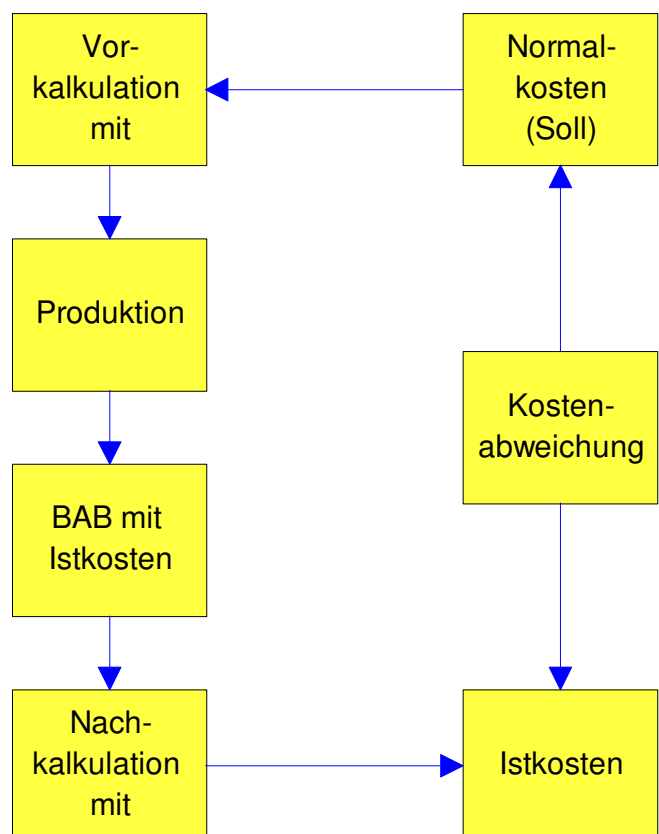 Vor-
kalkulation
mit
Normal-
kosten
(Soll)
Produktion
Kosten-
abweichung
BAB mit
Istkosten
Nach-
kalkulation
mit
Istkosten